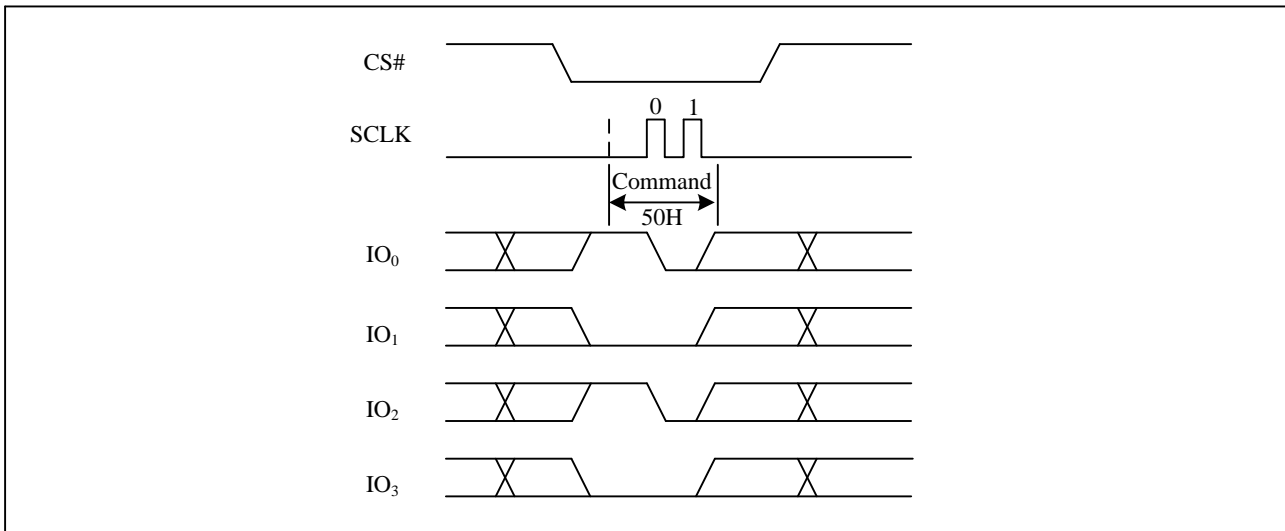 CS#
0 1
SCLK
Command
50H
IO₀
IO₁
IO₂
IO₃